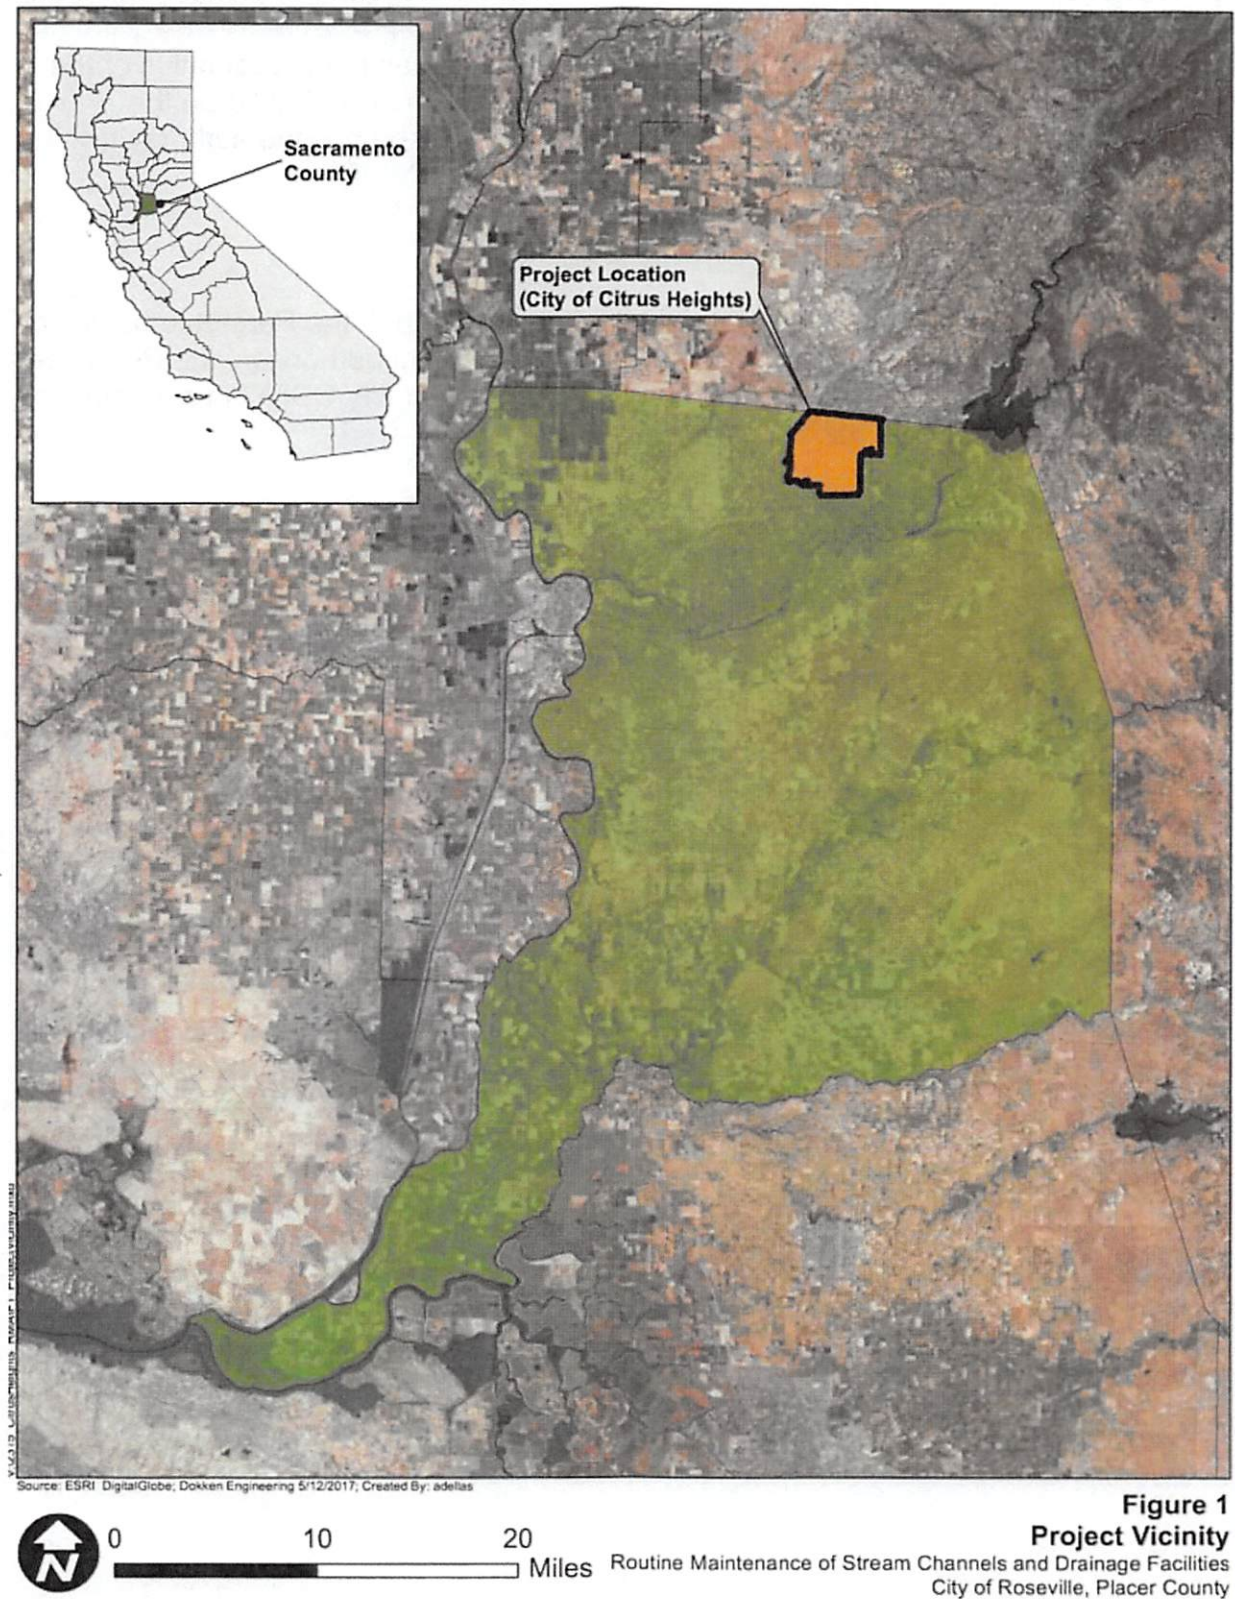 Sacramento
County
Project Location
(City of Citrus Heights)
Source: ESRI DigitalGlobe; Dokken Engineering 5/12/2017; Created By: adellas
N
0 10 20
Miles
Figure 1
Project Vicinity
Routine Maintenance of Stream Channels and Drainage Facilities
City of Roseville, Placer County